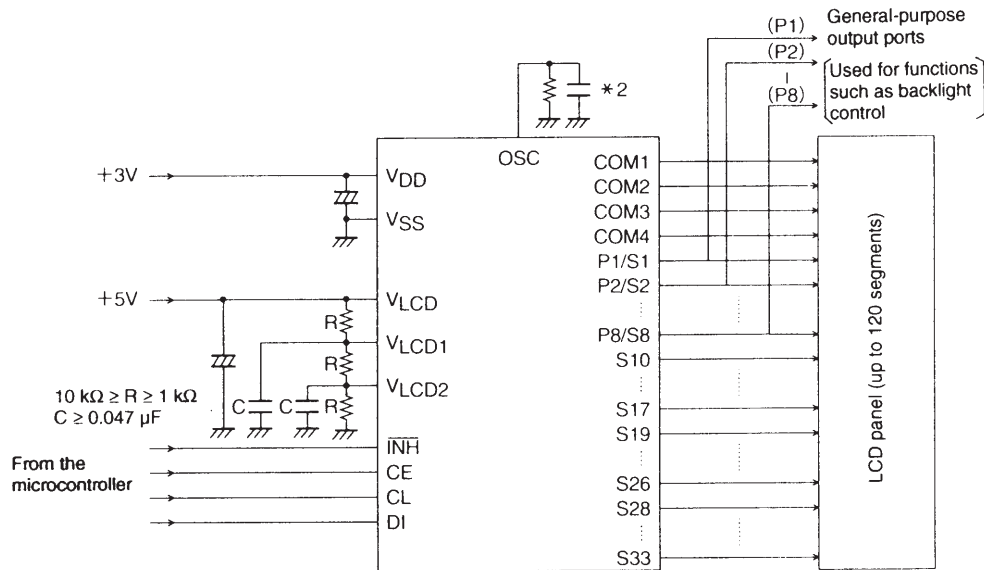 (P1)
General-purpose
output ports
(P2)
(P8)
Used for functions
such as backlight
control
*2
OSC
+3V
VDD
VSS
+5V
VLCD
R
VLCD1
R
VLCD2
R
C
C
10 kΩ ≥ R ≥ 1 kΩ
C ≥ 0.047 µF
From the
microcontroller
INH
CE
CL
DI
COM1
COM2
COM3
COM4
P1/S1
P2/S2
P8/S8
S10
S17
S19
S26
S28
S33
LCD panel (up to 120 segments)